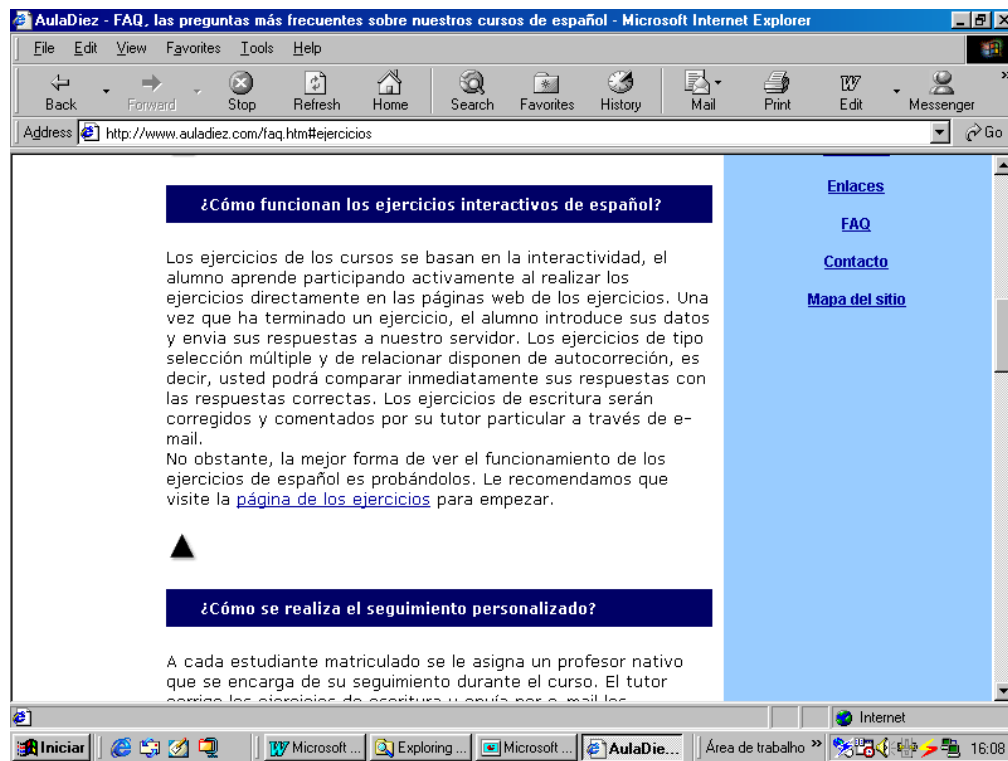 AulaDiez - FAQ, las preguntas más frecuentes sobre nuestros cursos de español - Microsoft Internet Explorer
File Edit View Favorites Tools Help
Back Forward Stop Refresh Home Search Favorites History Mail Print Edit Messenger
Address http://www.auladiez.com/faq.htm#ejercicios Go
Enlaces
FAQ
Contacto
Mapa del sitio
¿Cómo funcionan los ejercicios interactivos de español?
Los ejercicios de los cursos se basan en la interactividad, el
alumno aprende participando activamente al realizar los
ejercicios directamente en las páginas web de los ejercicios. Una
vez que ha terminado un ejercicio, el alumno introduce sus datos
y envia sus respuestas a nuestro servidor. Los ejercicios de tipo
selección múltiple y de relacionar disponen de autocorreción, es
decir, usted podrá comparar inmediatamente sus respuestas con
las respuestas correctas. Los ejercicios de escritura serán
corregidos y comentados por su tutor particular a través de e-
mail.
No obstante, la mejor forma de ver el funcionamiento de los
ejercicios de español es probándolos. Le recomendamos que
visite la página de los ejercicios para empezar.
¿Cómo se realiza el seguimiento personalizado?
A cada estudiante matriculado se le asigna un profesor nativo
que se encarga de su seguimiento durante el curso. El tutor
corrige los ejercicios de escritura y envía por e-mail los
Internet
Iniciar Microsoft ... Exploring ... Microsoft ... AulaDie... Área de trabalho » 16:08